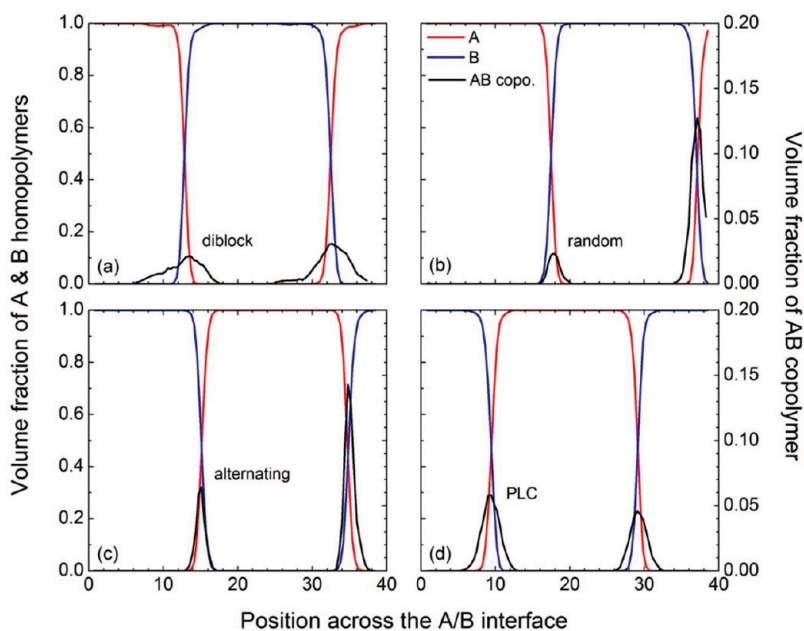 1.0
0.8
0.6
0.4
0.2
0.0
Volume fraction of A & B homopolymers
(a)
diblock
A
B
AB copo.
(b)
random
0.20
0.15
0.10
0.05
0.00
1.0
0.8
0.6
0.4
0.2
0.0
(c)
alternating
(d)
PLC
0.20
0.15
0.10
0.05
0.00
Volume fraction of AB copolymer
0 10 20 30 40
0 10 20 30 40
Position across the A/B interface